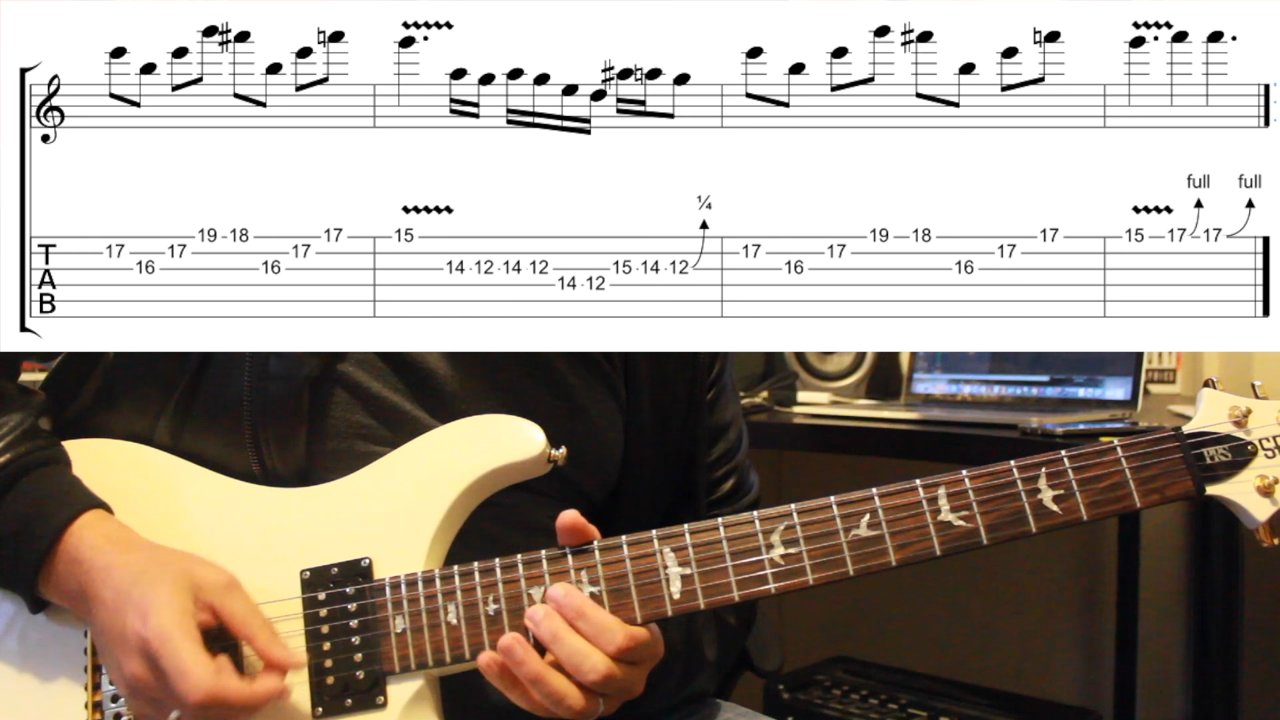 full full
¼
15 17 17
19 18 17 15 19 18 17
T 17 17 17 17 17 17
A 16 16 14 12 14 12 15 14 12 16 16
14 12
B
PRS
SE